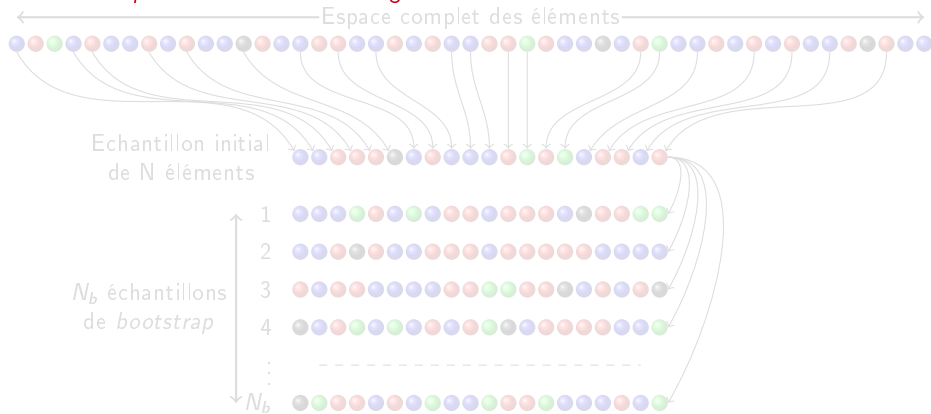 Espace complet des éléments
Echantillon initial
de N éléments
1
2
N_b échantillons
de bootstrap
3
4
⋮
N_b